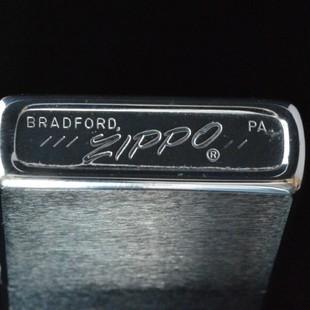 BRADFORD, PA.
/// ZIPPO ® //